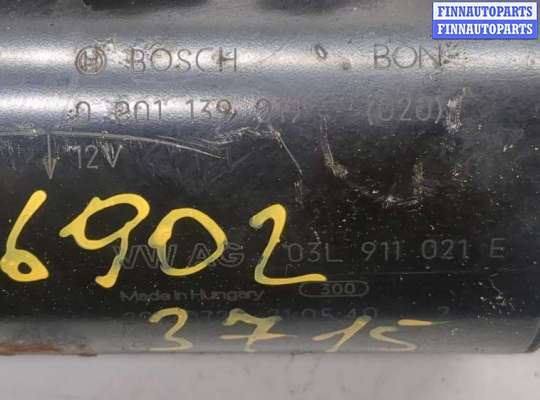 FINNAUTOPARTS
FINNAUTOPARTS
BOSCH BON
0 001 139 019 (020)
12V
6902
VW AG 03L 911 021 E
Made in Hungary 300
3715